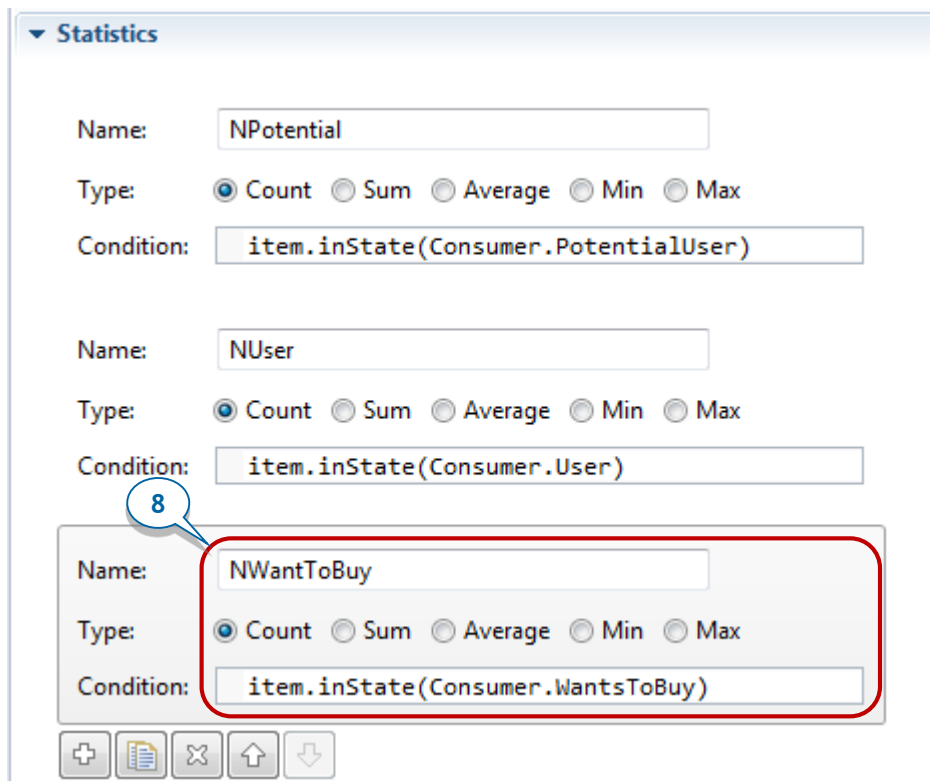 Statistics
Name: NPotential
Type: Count Sum Average Min Max
Condition: item.inState(Consumer.PotentialUser)
Name: NUser
Type: Count Sum Average Min Max
Condition: item.inState(Consumer.User)
8
Name: NWantToBuy
Type: Count Sum Average Min Max
Condition: item.inState(Consumer.WantsToBuy)